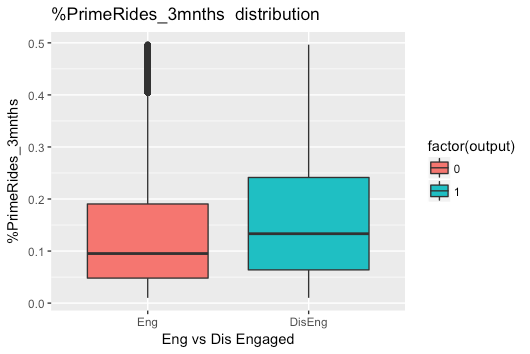 %PrimeRides_3mnths distribution
0.5
0.4
0.3
0.2
0.1
0.0
%PrimeRides_3mnths
Eng
DisEng
Eng vs Dis Engaged
factor(output)
0
1